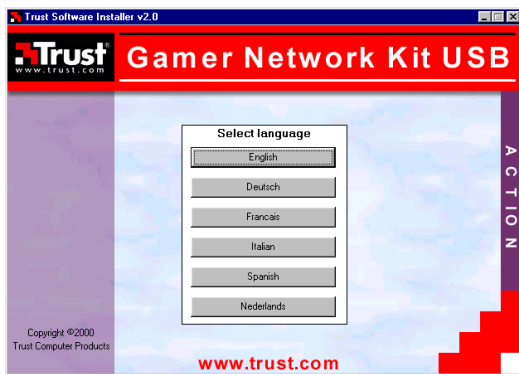 Trust Software Installer v2.0
Trust®
www.trust.com
Gamer Network Kit USB
Select language
English
Deutsch
Francais
Italian
Spanish
Nederlands
ACTION
Copyright ©2000
Trust Computer Products
www.trust.com